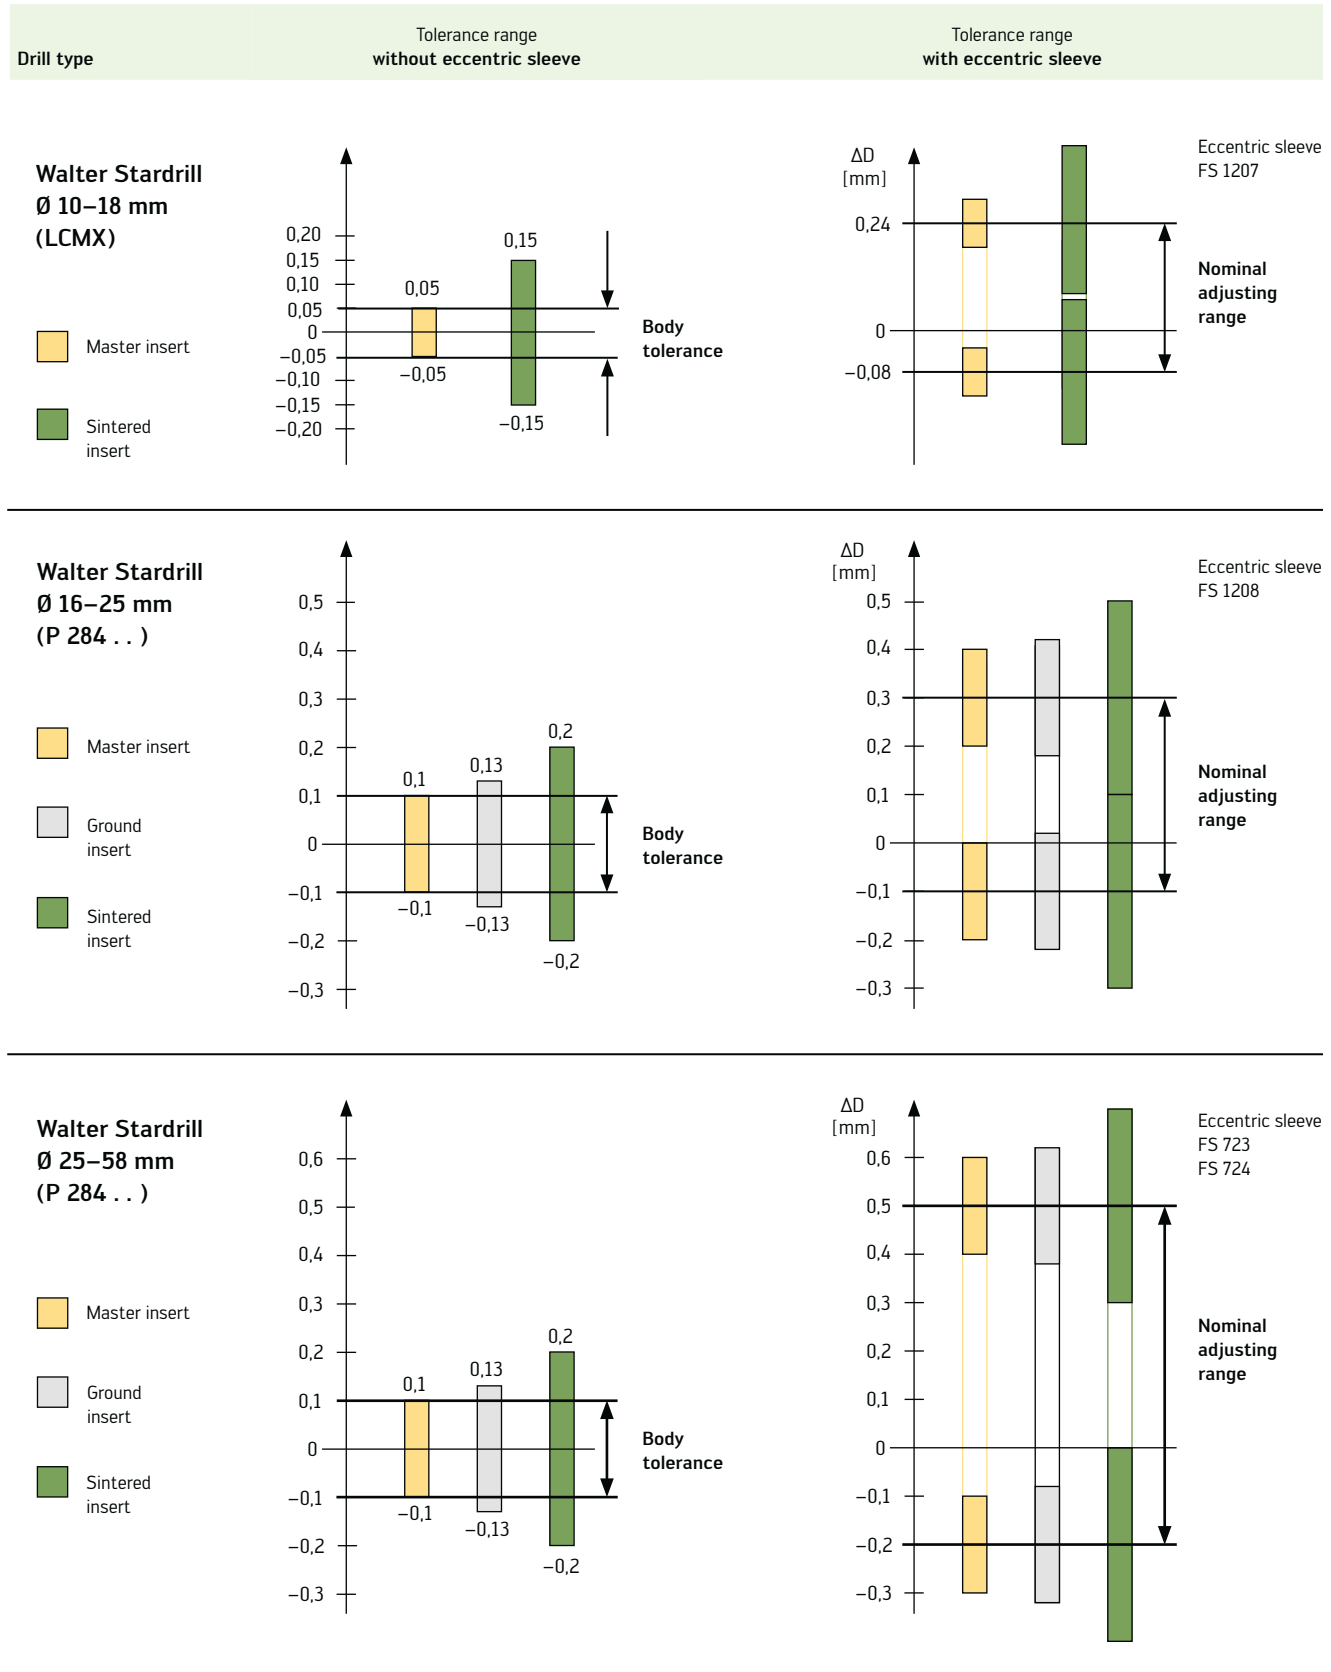 Drill type
Tolerance range
without eccentric sleeve
Tolerance range
with eccentric sleeve
Walter Stardrill
Ø 10–18 mm
(LCMX)
Master insert
Sintered
insert
0,20
0,15
0,10
0,05
0
–0,05
–0,10
–0,15
–0,20
0,05
–0,05
0,15
–0,15
Body
tolerance
ΔD
[mm]
0,24
0
–0,08
Eccentric sleeve
FS 1207
Nominal
adjusting
range
Walter Stardrill
Ø 16–25 mm
(P 284 . . )
Master insert
Ground
insert
Sintered
insert
0,5
0,4
0,3
0,2
0,1
0
–0,1
–0,2
–0,3
0,1
–0,1
0,13
–0,13
0,2
–0,2
Body
tolerance
ΔD
[mm]
0,5
0,4
0,3
0,2
0,1
0
–0,1
–0,2
–0,3
Eccentric sleeve
FS 1208
Nominal
adjusting
range
Walter Stardrill
Ø 25–58 mm
(P 284 . . )
Master insert
Ground
insert
Sintered
insert
0,6
0,5
0,4
0,3
0,2
0,1
0
–0,1
–0,2
–0,3
0,1
–0,1
0,13
–0,13
0,2
–0,2
Body
tolerance
ΔD
[mm]
0,6
0,5
0,4
0,3
0,2
0,1
0
–0,1
–0,2
–0,3
Eccentric sleeve
FS 723
FS 724
Nominal
adjusting
range